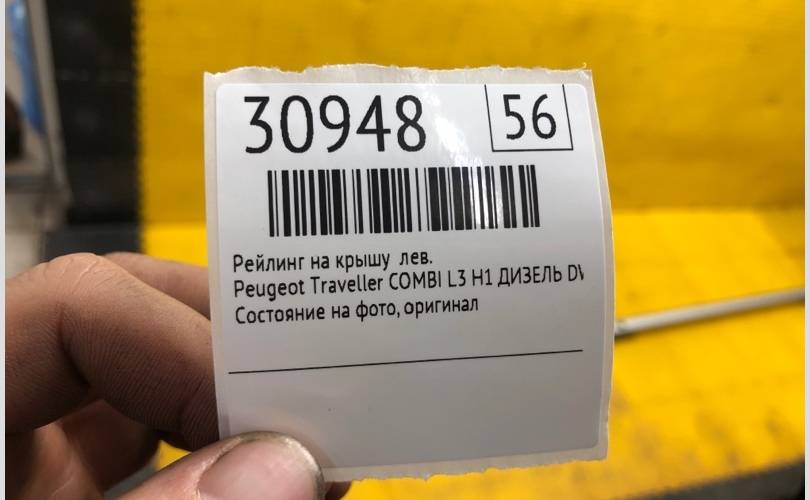 30948 56
Рейлинг на крышу лев.
Peugeot Traveller COMBI L3 H1 ДИЗЕЛЬ
Состояние на фото, оригинал